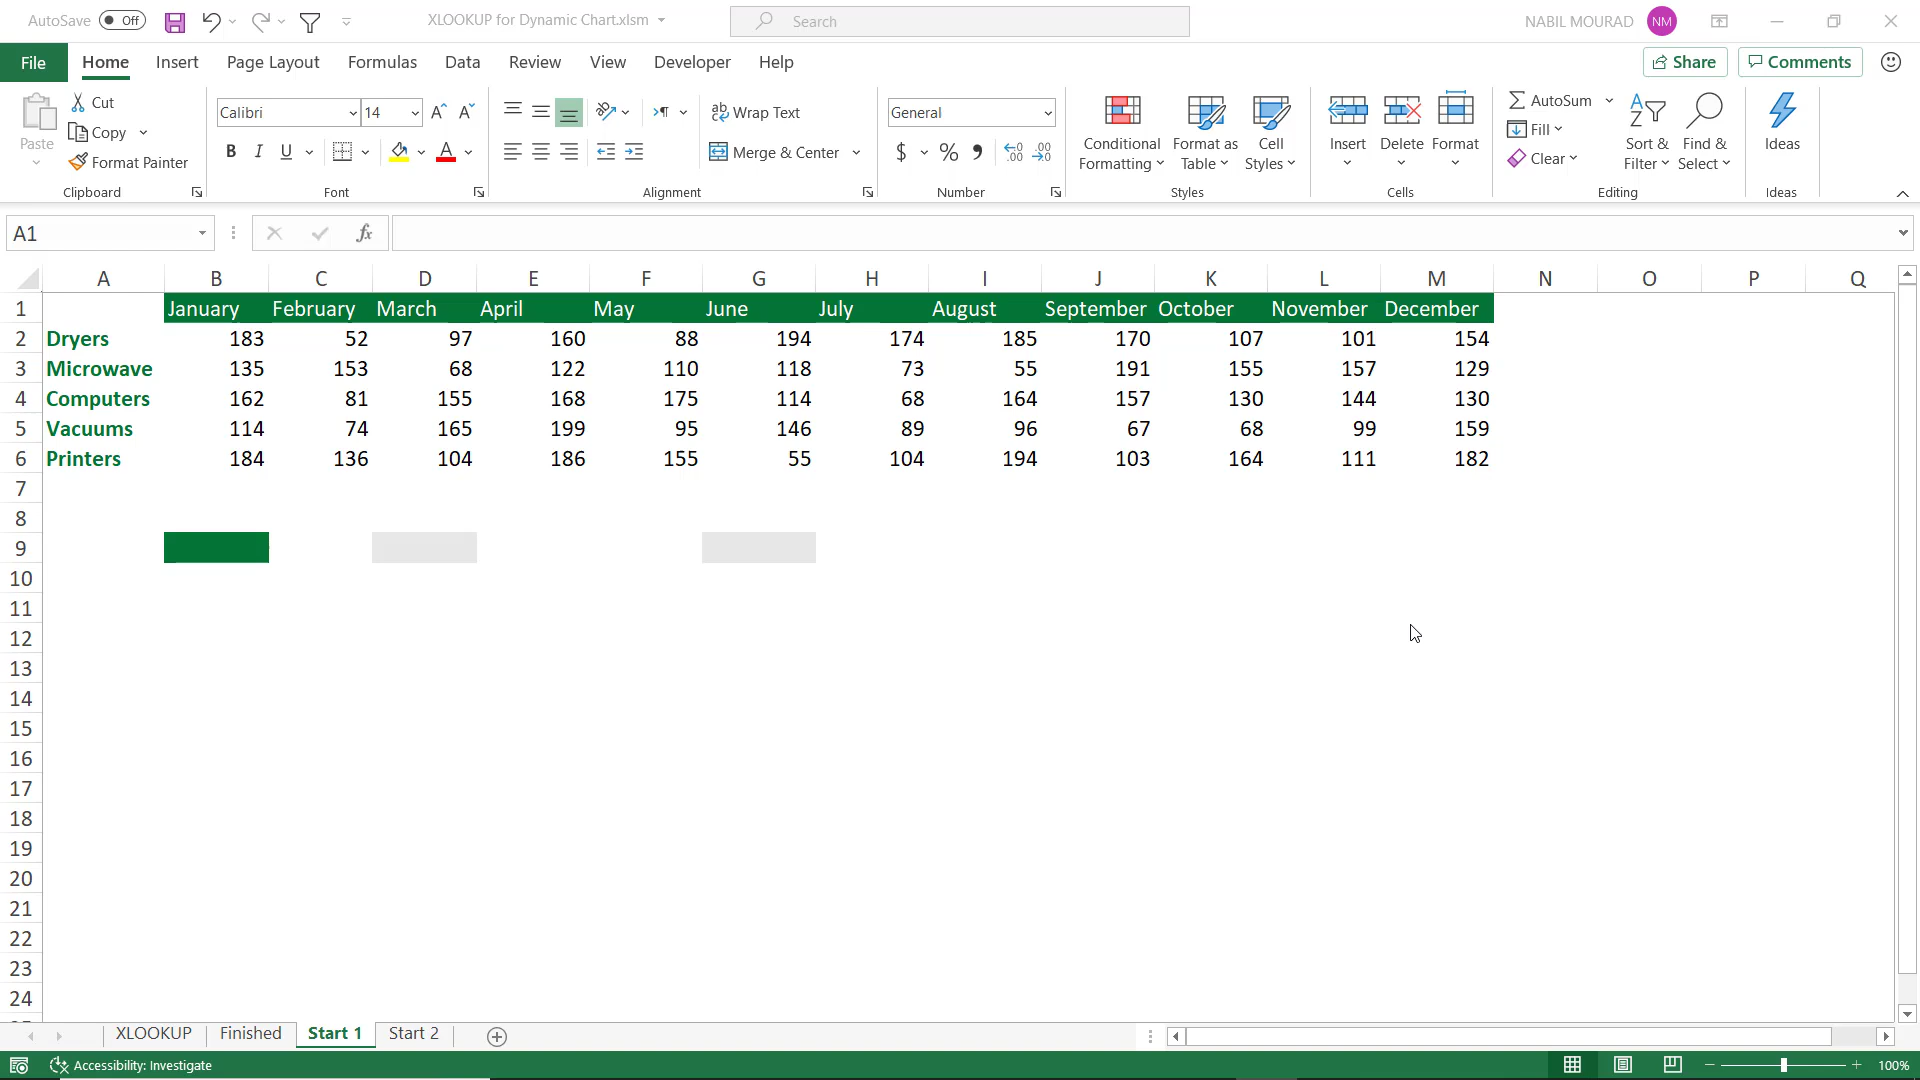 AutoSave Off XLOOKUP for Dynamic Chart.xlsm Search NABIL MOURAD NM
File Home Insert Page Layout Formulas Data Review View Developer Help Share Comments
Paste Cut Copy Format Painter Clipboard
Calibri 14 A A B I U A Font
ab Wrap Text Merge & Center Alignment
General $ % 9 .00 .00 Number
Conditional Formatting Format as Table Cell Styles Styles
Insert Delete Format Cells
AutoSum Fill Clear Sort & Filter Find & Select Editing
Ideas Ideas
A1 fx
A B C D E F G H I J K L M N O P Q
1 January February March April May June July August September October November December
2 Dryers 183 52 97 160 88 194 174 185 170 107 101 154
3 Microwave 135 153 68 122 110 118 73 55 191 155 157 129
4 Computers 162 81 155 168 175 114 68 164 157 130 144 130
5 Vacuums 114 74 165 199 95 146 89 96 67 68 99 159
6 Printers 184 136 104 186 155 55 104 194 103 164 111 182
7
8
9
10
11
12
13
14
15
16
17
18
19
20
21
22
23
24
XLOOKUP Finished Start 1 Start 2
Accessibility: Investigate 100%